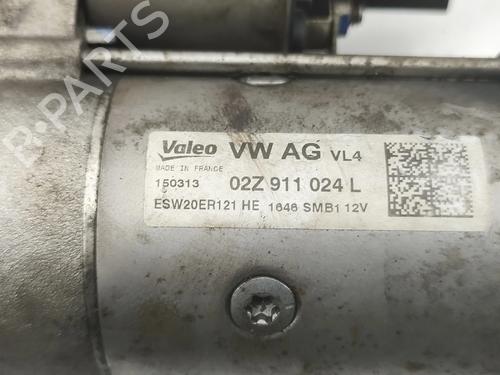 B-PARTS
Valeo VW AG VL4
MADE IN FRANCE
150313 02Z 911 024 L
ESW20ER121 HE 1646 SMB1 12V